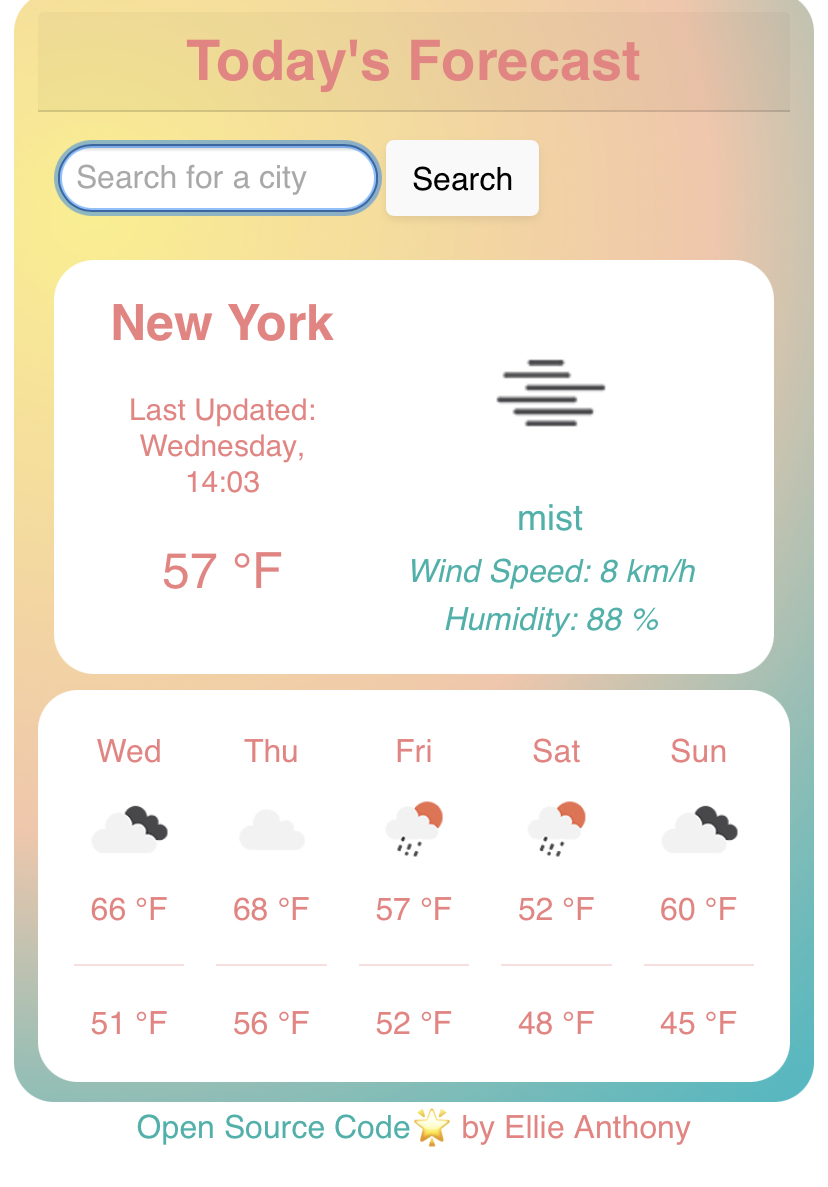 Today's Forecast
Search for a city
Search
New York
Last Updated:
Wednesday,
14:03
57 °F
mist
Wind Speed: 8 km/h
Humidity: 88 %
Wed Thu Fri Sat Sun
66 °F 68 °F 57 °F 52 °F 60 °F
51 °F 56 °F 52 °F 48 °F 45 °F
Open Source Code🌟 by Ellie Anthony